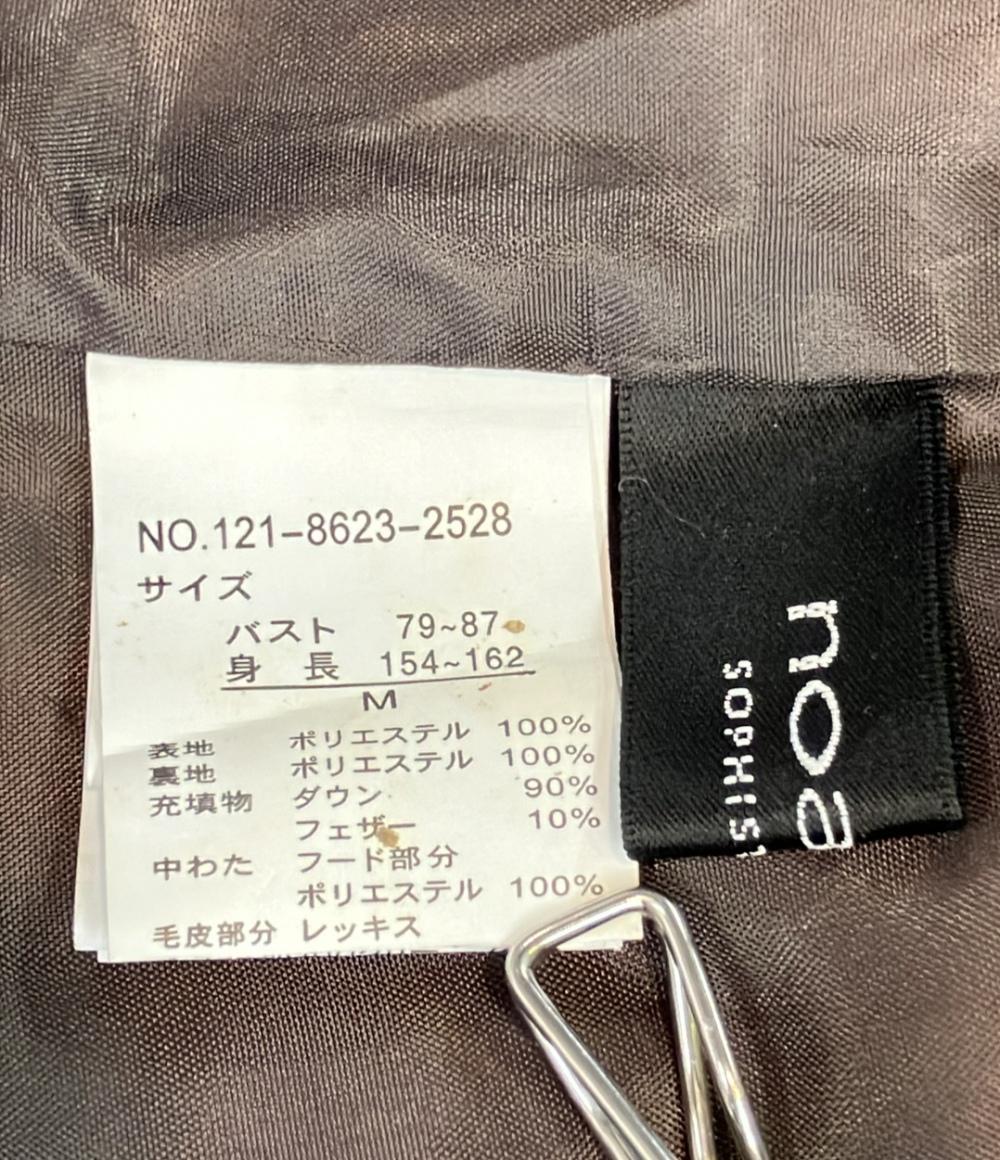 NO.121-8623-2528
サイズ
バスト 79~87
身 長 154~162
M
表地 ポリエステル 100%
裏地 ポリエステル 100%
充填物 ダウン 90%
フェザー 10%
中わた フード部分
ポリエステル 100%
毛皮部分 レッキス
noa
SOPHIS